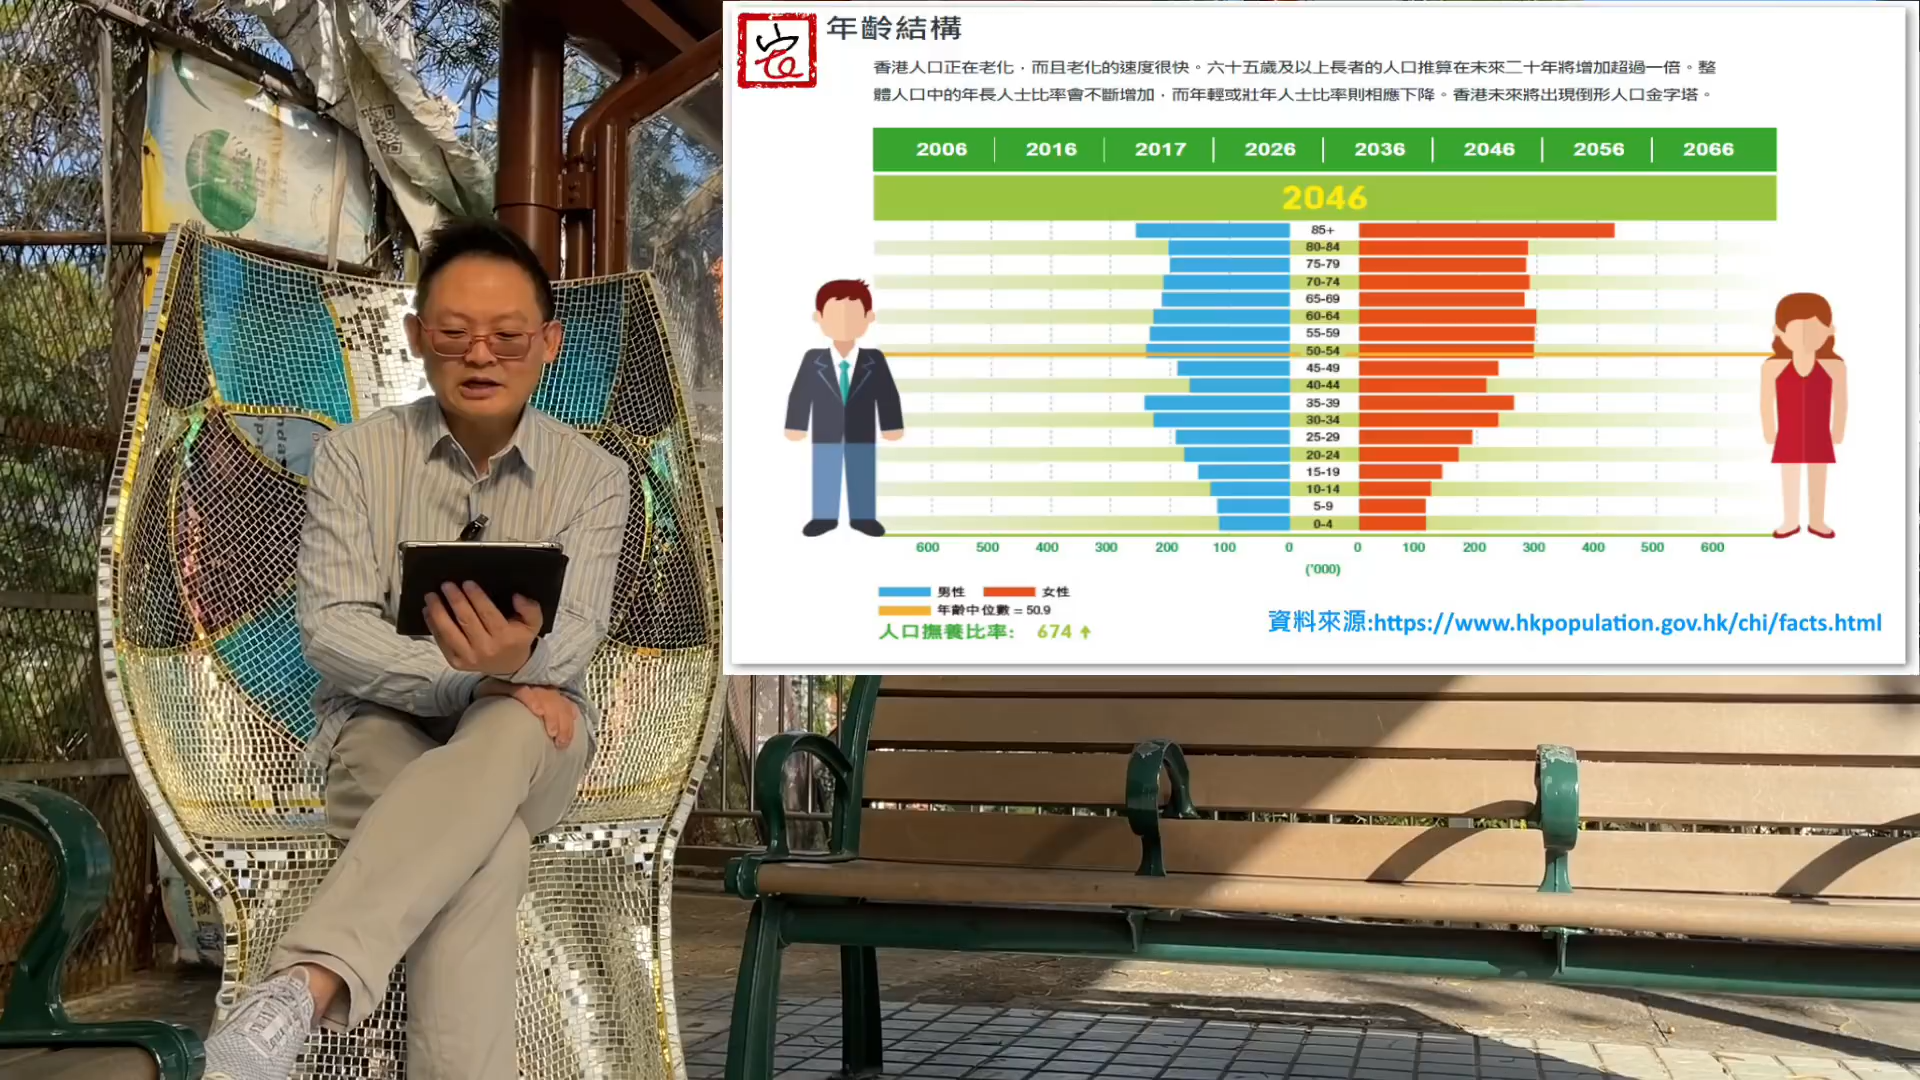 年齡結構
香港人口正在老化，而且老化的速度很快。六十五歲及以上長者的人口推算在未來二十年將增加超過一倍。整
體人口中的年長人士比率會不斷增加，而年輕或壯年人士比率則相應下降。香港未來將出現倒形人口金字塔。
2006 2016 2017 2026 2036 2046 2056 2066
2046
85+
80-84
75-79
70-74
65-69
60-64
55-59
50-54
45-49
40-44
35-39
30-34
25-29
20-24
15-19
10-14
5-9
0-4
600 500 400 300 200 100 0 0 100 200 300 400 500 600
('000)
男性 女性
年齡中位數 = 50.9
人口撫養比率: 674
資料來源:https://www.hkpopulation.gov.hk/chi/facts.html